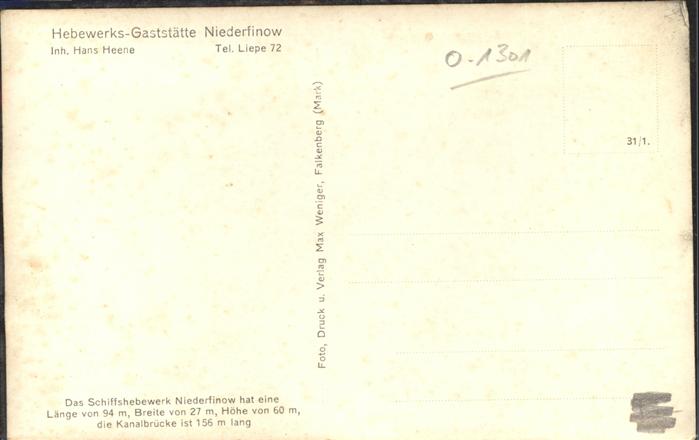 Hebewerks-Gaststätte Niederfinow
Inh. Hans Heene Tel. Liepe 72
Das Schiffshebewerk Niederfinow hat eine
Länge von 94 m, Breite von 27 m, Höhe von 60 m,
die Kanalbrücke ist 156 m lang
Foto, Druck u. Verlag Max Weniger, Falkenberg (Mark)
O-1301
31/1.